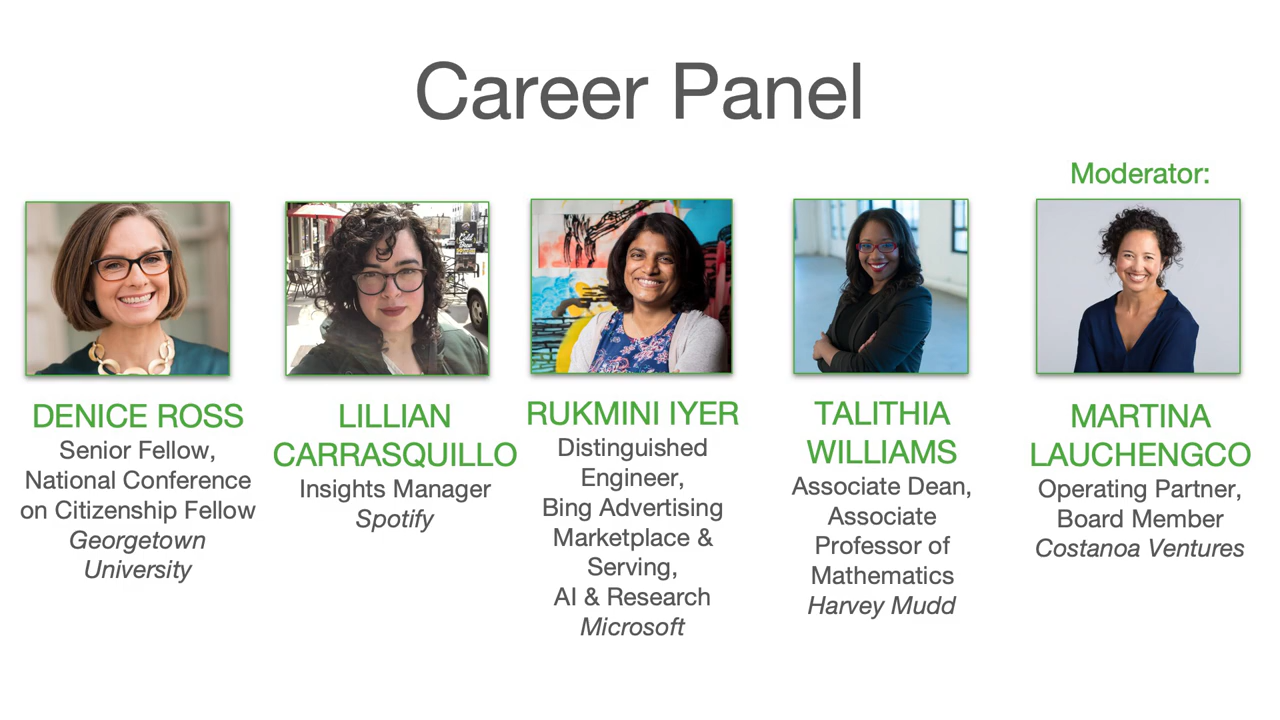 Career Panel
Moderator:
DENICE ROSS
Senior Fellow,
National Conference
on Citizenship Fellow
Georgetown
University
LILLIAN
CARRASQUILLO
Insights Manager
Spotify
RUKMINI IYER
Distinguished
Engineer,
Bing Advertising
Marketplace &
Serving,
AI & Research
Microsoft
TALITHIA
WILLIAMS
Associate Dean,
Associate
Professor of
Mathematics
Harvey Mudd
MARTINA
LAUCHENGCO
Operating Partner,
Board Member
Costanoa Ventures